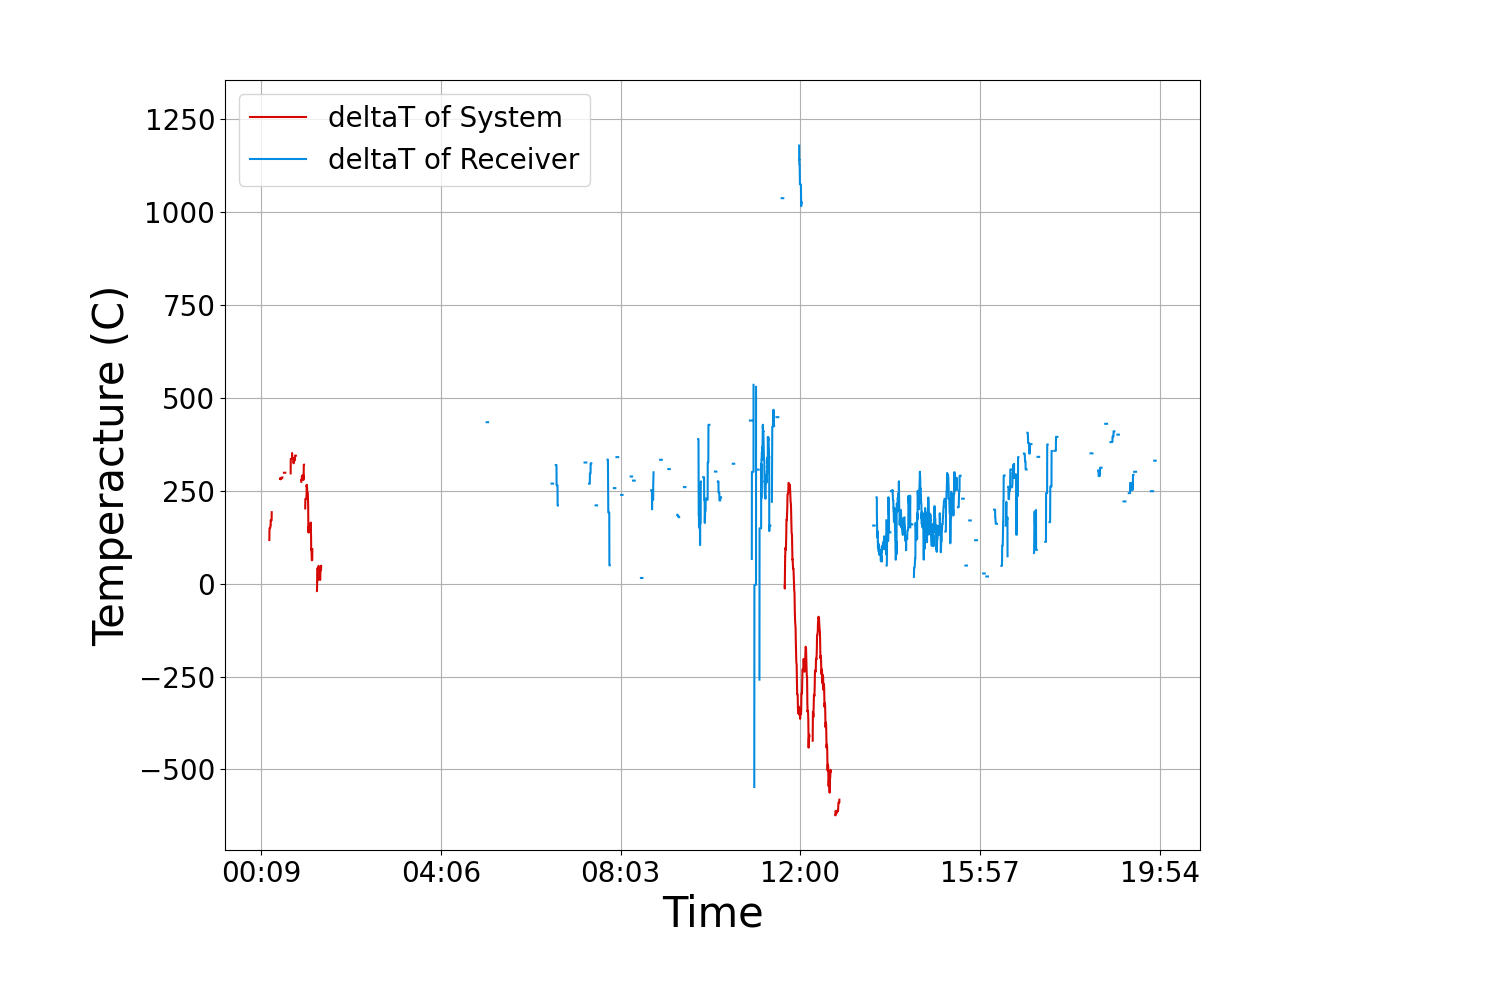 deltaT of System
deltaT of Receiver
1250
1000
750
500
250
0
−250
−500
Temperacture (C)
00:09 04:06 08:03 12:00 15:57 19:54
Time